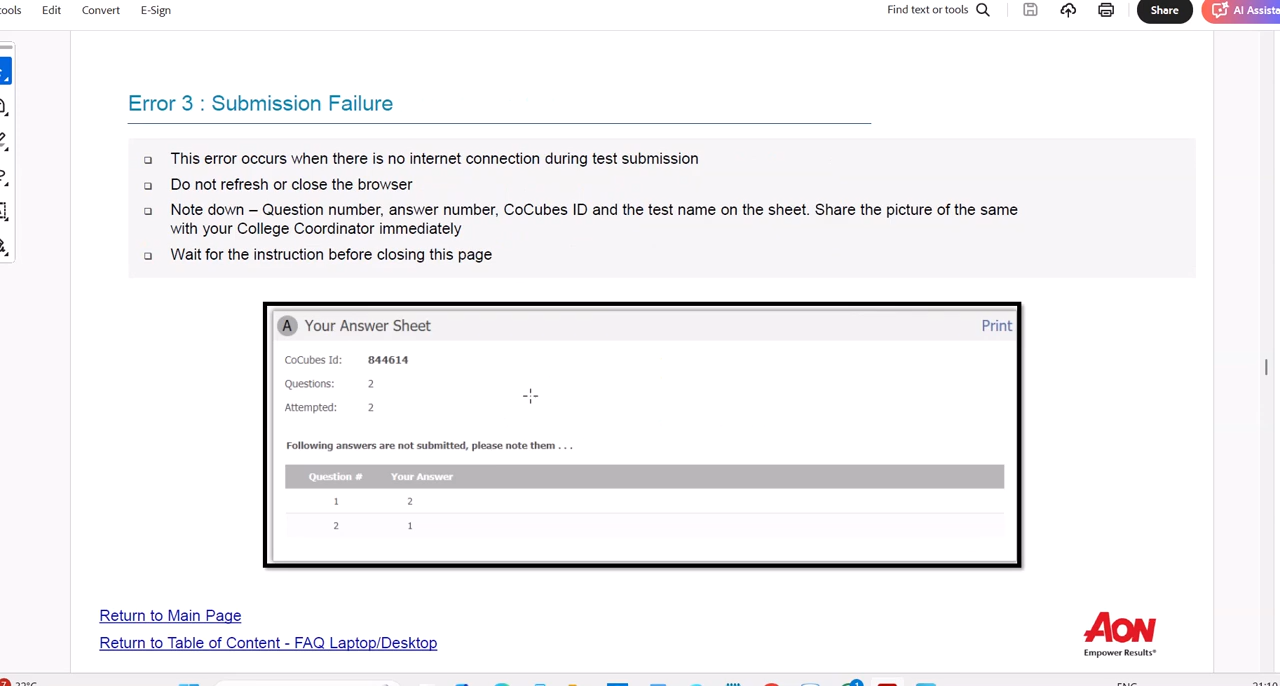 ools Edit Convert E-Sign Find text or tools Share AI Assista
Error 3 : Submission Failure
This error occurs when there is no internet connection during test submission
Do not refresh or close the browser
Note down – Question number, answer number, CoCubes ID and the test name on the sheet. Share the picture of the same
with your College Coordinator immediately
Wait for the instruction before closing this page
A Your Answer Sheet Print
CoCubes Id: 844614
Questions: 2
Attempted: 2
Following answers are not submitted, please note them . . .
Question # Your Answer
1 2
2 1
Return to Main Page
Return to Table of Content - FAQ Laptop/Desktop
AON
Empower Results®